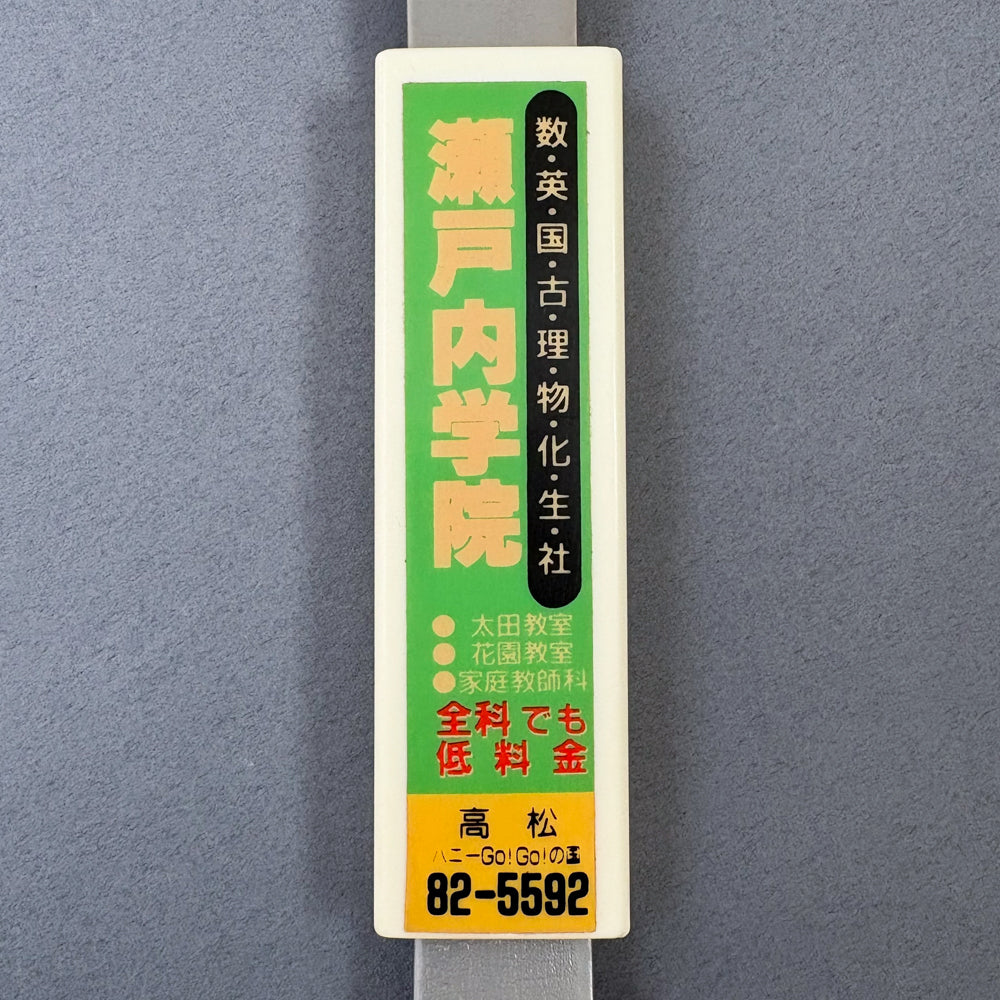 数・英・国・古・理・物・化・生・社
瀬戸内学院
●太田教室
●花園教室
●家庭教師科
全科でも
低料金
高松
ハニーGo!Go!の国
82-5592